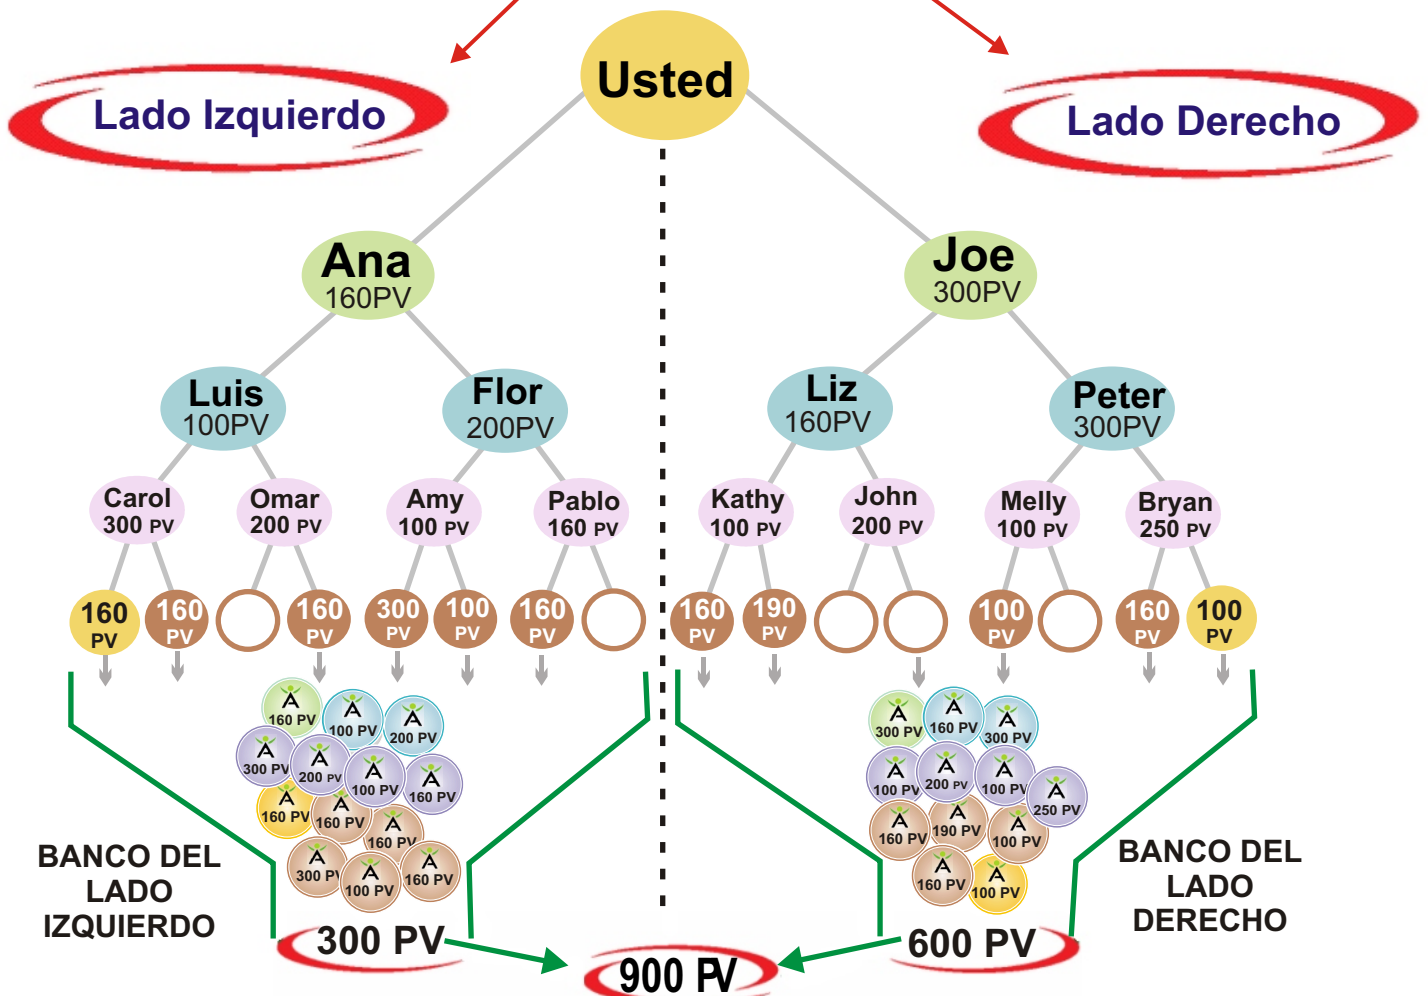 Usted
Lado Izquierdo
Lado Derecho
Ana
160PV
Joe
300PV
Luis
100PV
Flor
200PV
Liz
160PV
Peter
300PV
Carol
300 PV
Omar
200 PV
Amy
100 PV
Pablo
160 PV
Kathy
100 PV
John
200 PV
Melly
100 PV
Bryan
250 PV
160
PV
160
PV
160
PV
300
PV
100
PV
160
PV
160
PV
190
PV
100
PV
160
PV
100
PV
160 PV
100 PV
200 PV
300 PV
200 PV
100 PV
160 PV
160 PV
160 PV
160 PV
300 PV
100 PV
160 PV
300 PV
160 PV
300 PV
100 PV
200 PV
100 PV
250 PV
160 PV
190 PV
100 PV
160 PV
100 PV
BANCO DEL
LADO
IZQUIERDO
BANCO DEL
LADO
DERECHO
300 PV
600 PV
900 PV